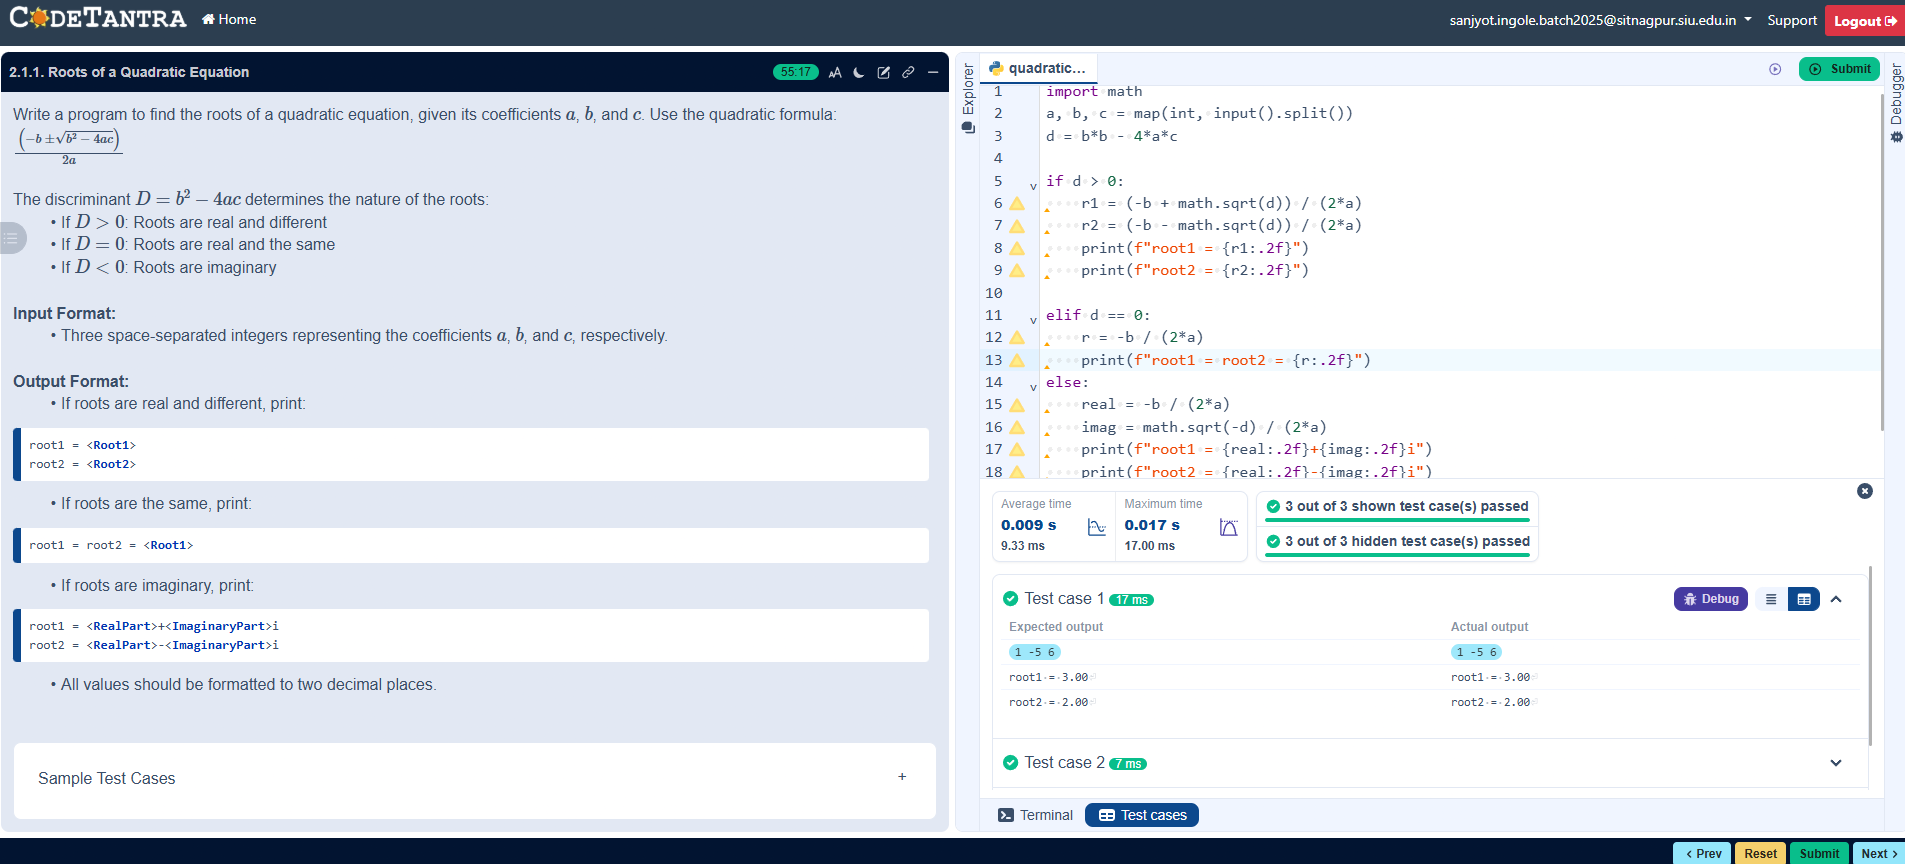 CODETANTRA Home sanjyot.ingole.batch2025@sitnagpur.siu.edu.in Support Logout
2.1.1. Roots of a Quadratic Equation 55:17
Write a program to find the roots of a quadratic equation, given its coefficients a, b, and c. Use the quadratic formula:
(−b ± √b² − 4ac)
2a
The discriminant D = b² − 4ac determines the nature of the roots:
• If D > 0: Roots are real and different
• If D = 0: Roots are real and the same
• If D < 0: Roots are imaginary
Input Format:
• Three space-separated integers representing the coefficients a, b, and c, respectively.
Output Format:
• If roots are real and different, print:
root1 = <Root1>
root2 = <Root2>
• If roots are the same, print:
root1 = root2 = <Root1>
• If roots are imaginary, print:
root1 = <RealPart>+<ImaginaryPart>i
root2 = <RealPart>-<ImaginaryPart>i
• All values should be formatted to two decimal places.
Sample Test Cases +
Explorer
quadratic...
Submit
Debugger
1 import math
2 a, b, c = map(int, input().split())
3 d = b*b - 4*a*c
4
5 if d > 0:
6     r1 = (-b + math.sqrt(d)) / (2*a)
7     r2 = (-b - math.sqrt(d)) / (2*a)
8     print(f"root1 = {r1:.2f}")
9     print(f"root2 = {r2:.2f}")
10
11 elif d == 0:
12     r = -b / (2*a)
13     print(f"root1 = root2 = {r:.2f}")
14 else:
15     real = -b / (2*a)
16     imag = math.sqrt(-d) / (2*a)
17     print(f"root1 = {real:.2f}+{imag:.2f}i")
18     print(f"root2 = {real:.2f}-{imag:.2f}i")
Average time Maximum time
0.009 s 0.017 s
9.33 ms 17.00 ms
3 out of 3 shown test case(s) passed
3 out of 3 hidden test case(s) passed
Test case 1 17 ms Debug
Expected output Actual output
1 -5 6 1 -5 6
root1 = 3.00 root1 = 3.00
root2 = 2.00 root2 = 2.00
Test case 2 7 ms
Terminal Test cases
< Prev Reset Submit Next >